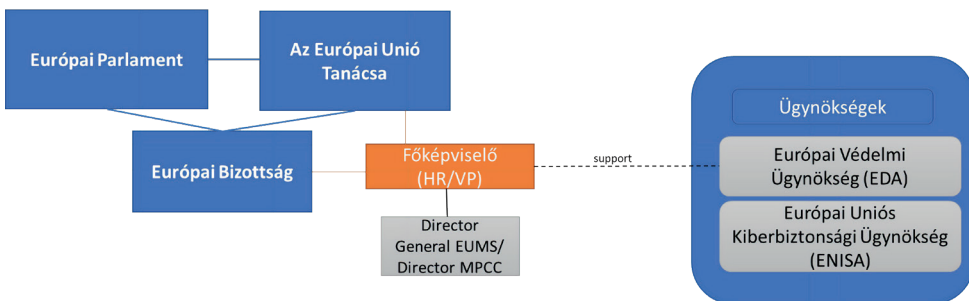 Európai Parlament
Az Európai Unió
Tanácsa
Európai Bizottság
Főképviselő
(HR/VP)
support
Director
General EUMS/
Director MPCC
Ügynökségek
Európai Védelmi
Ügynökség (EDA)
Európai Uniós
Kiberbiztonsági Ügynökség
(ENISA)